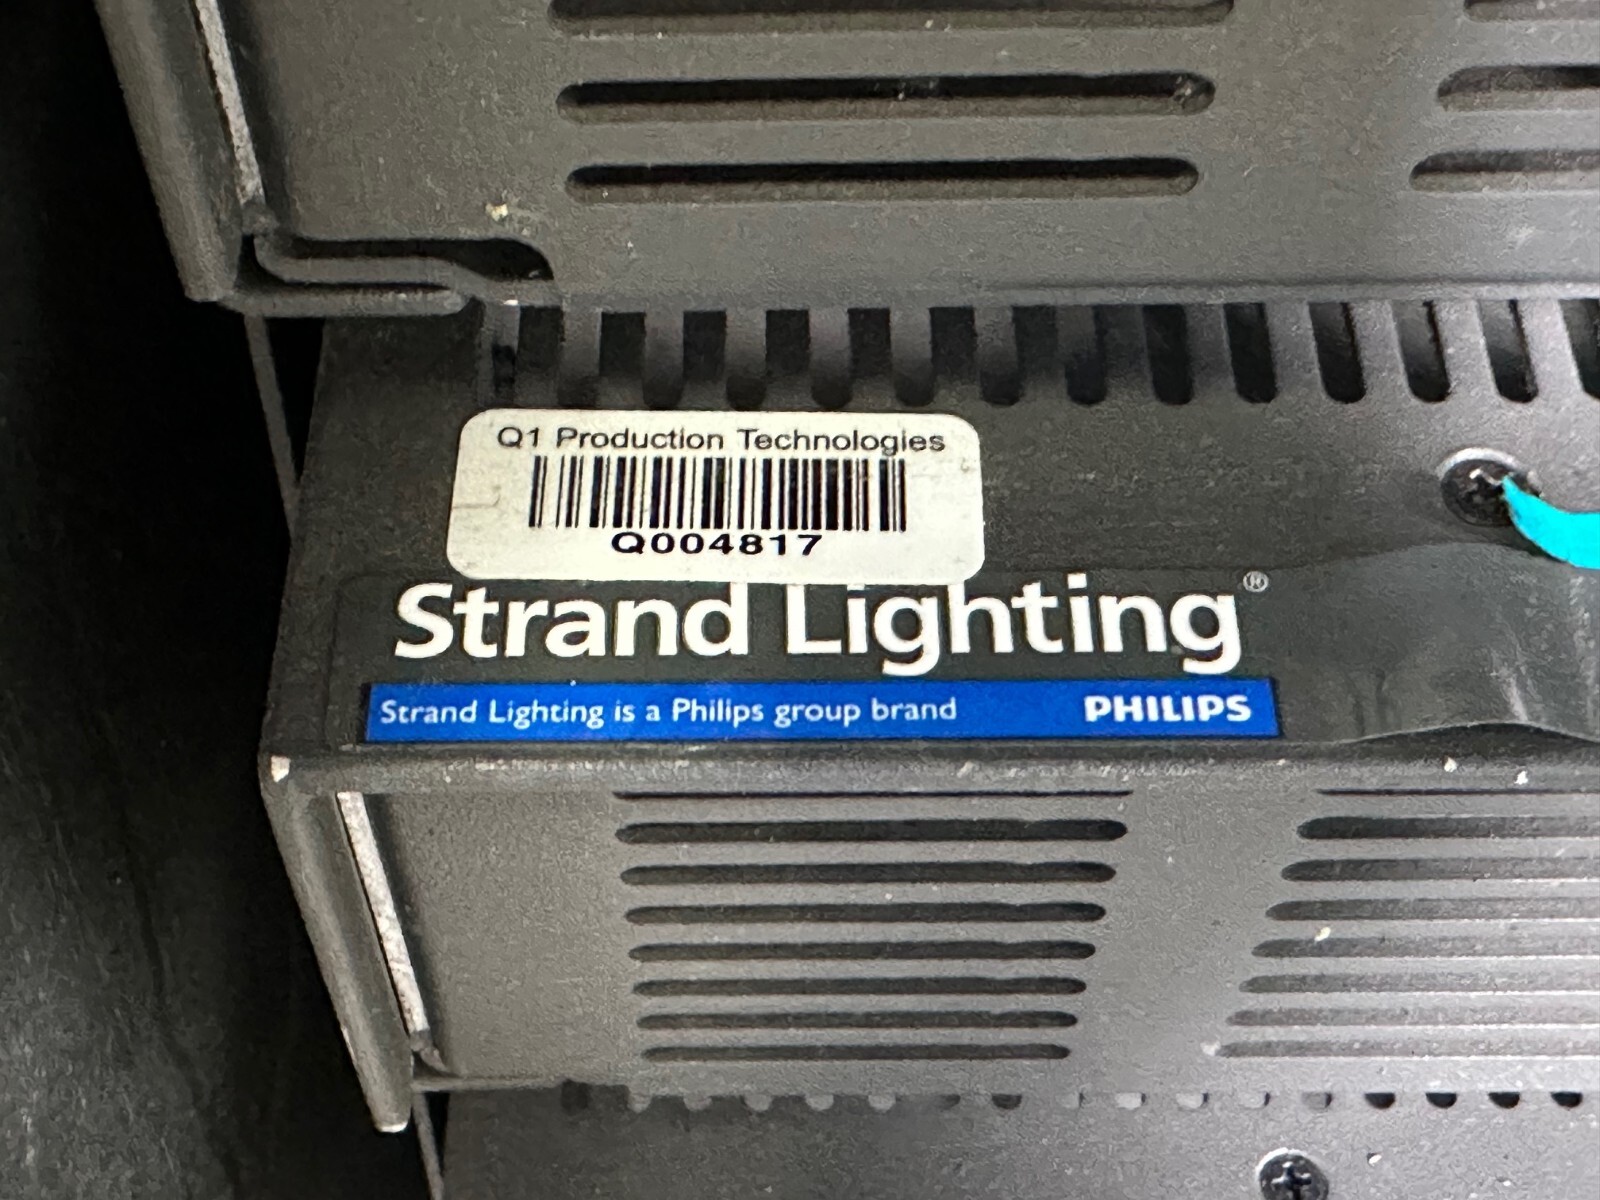 Q1 Production Technologies
Q004817
Strand Lighting®
Strand Lighting is a Philips group brand PHILIPS